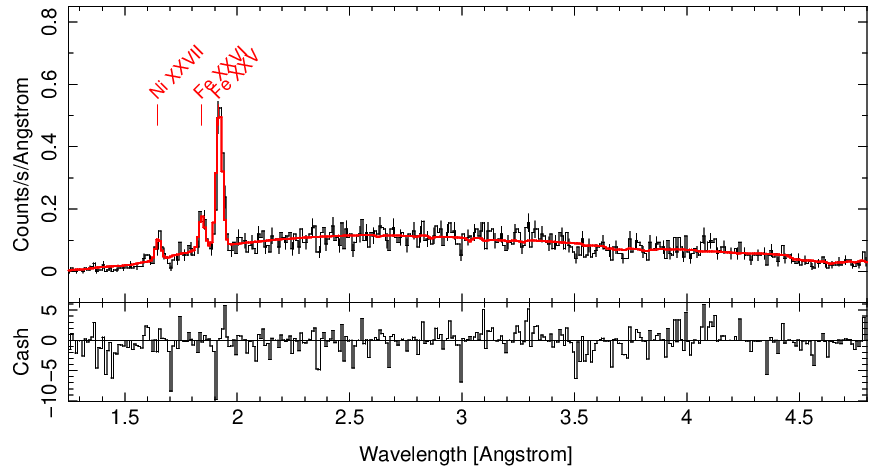 0.8
0.6
0.4
0.2
0
Counts/s/Angstrom
Ni XXVII
Fe XXVI
Fe XXV
5
0
−5
−10
Cash
1.5 2 2.5 3 3.5 4 4.5
Wavelength [Angstrom]